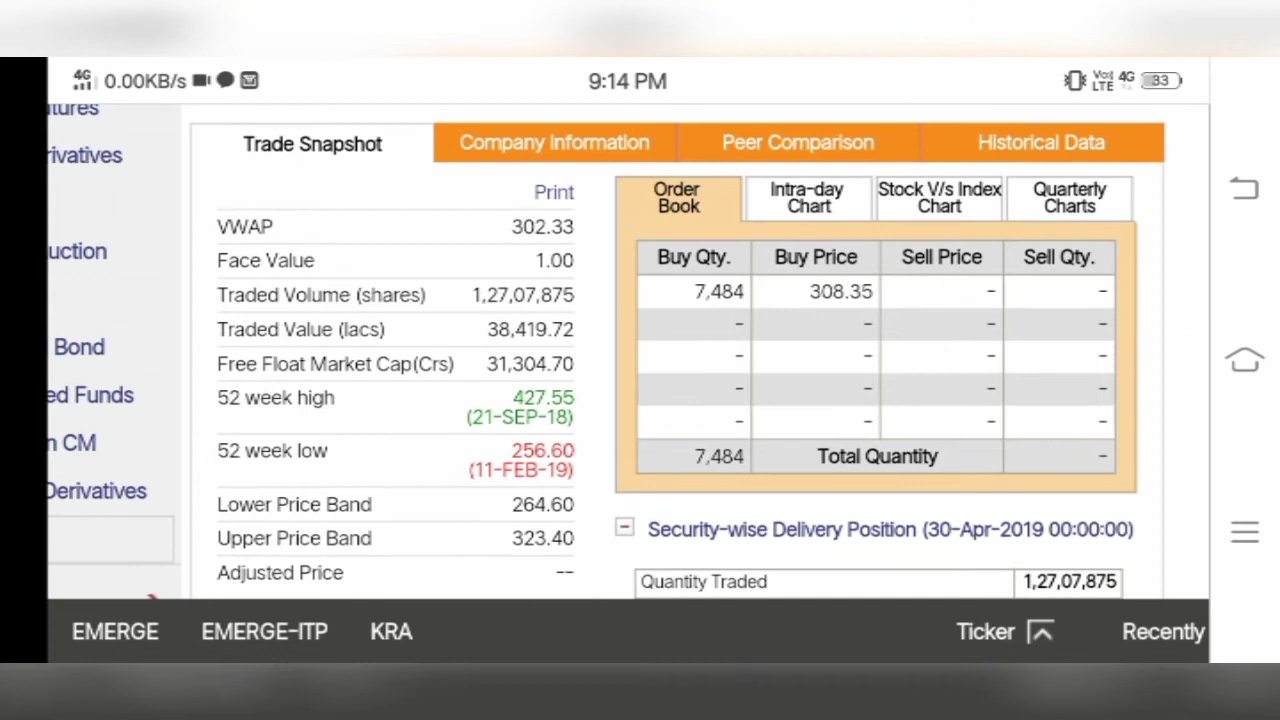 4G 0.00KB/s 9:14 PM Vo) LTE 4G 33
rivatives
uction
Bond
ed Funds
n CM
Derivatives
Trade Snapshot Company Information Peer Comparison Historical Data
Print
VWAP 302.33
Face Value 1.00
Traded Volume (shares) 1,27,07,875
Traded Value (lacs) 38,419.72
Free Float Market Cap(Crs) 31,304.70
52 week high 427.55
(21-SEP-18)
52 week low 256.60
(11-FEB-19)
Lower Price Band 264.60
Upper Price Band 323.40
Adjusted Price --
Order Book Intra-day Chart Stock V/s Index Chart Quarterly Charts
Buy Qty. Buy Price Sell Price Sell Qty.
7,484 308.35 - -
- - - -
- - - -
- - - -
- - - -
7,484 Total Quantity -
Security-wise Delivery Position (30-Apr-2019 00:00:00)
Quantity Traded 1,27,07,875
EMERGE EMERGE-ITP KRA Ticker Recently